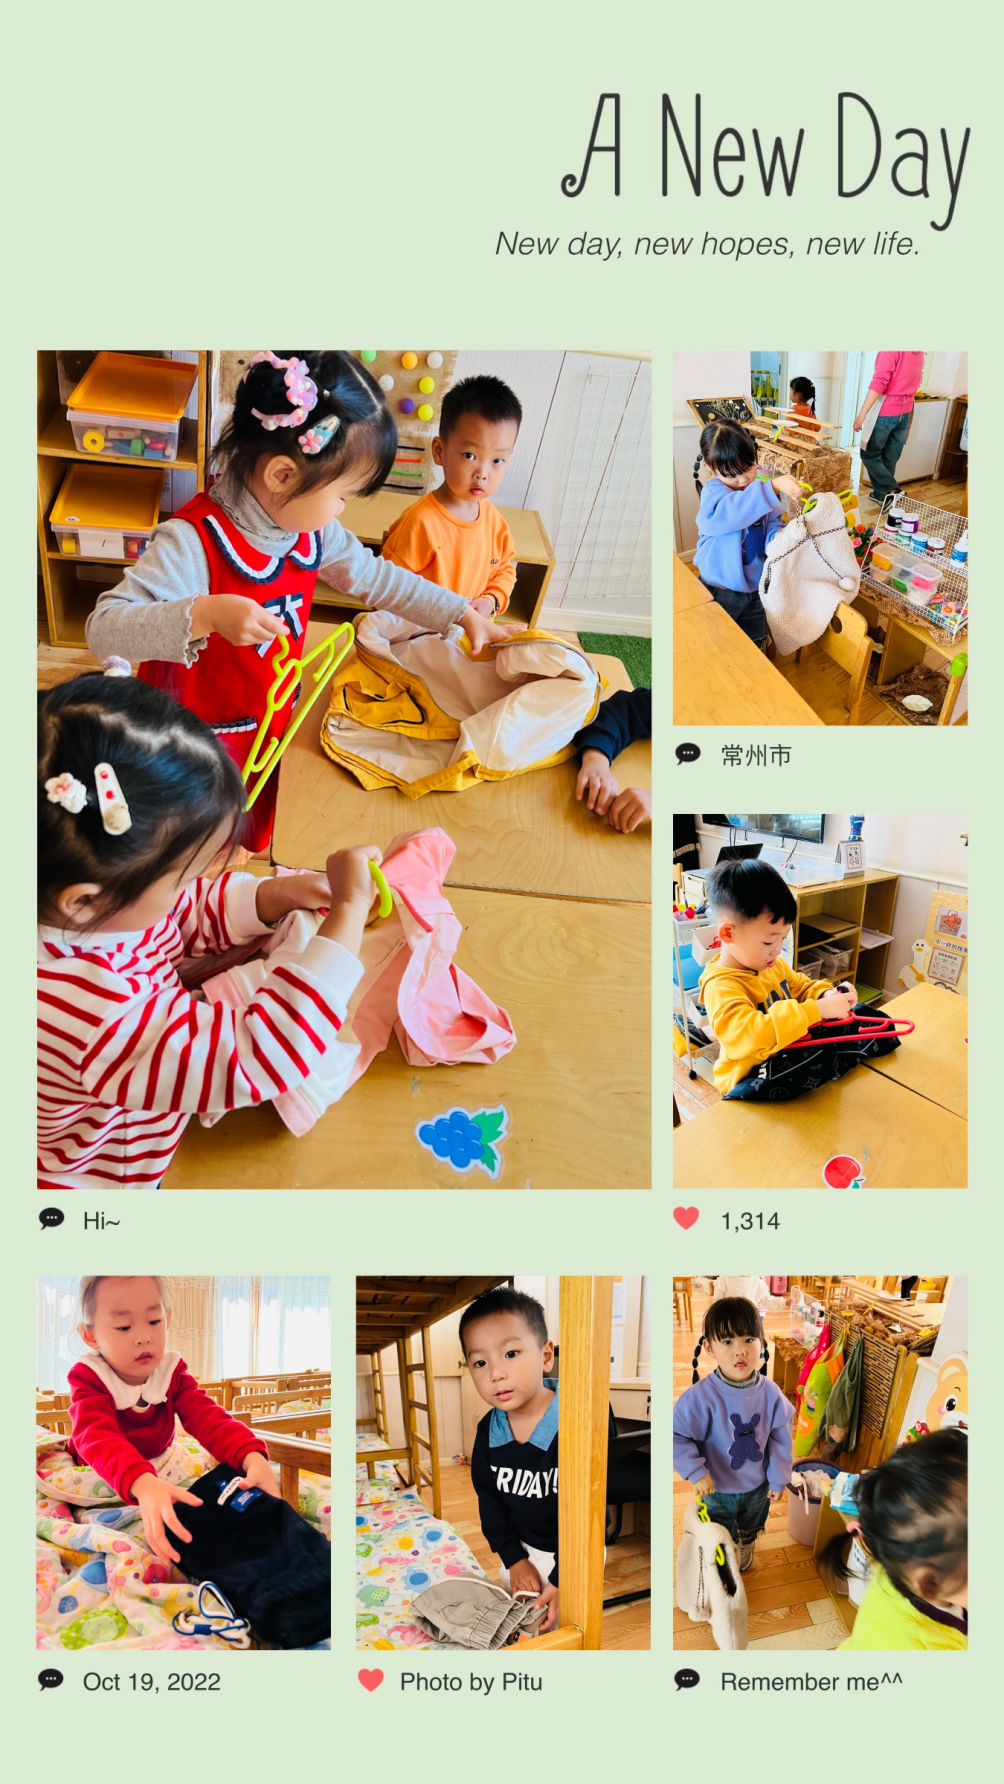 A New Day
New day, new hopes, new life.
常州市
Hi~
1,314
FRIDAY!
Oct 19, 2022
Photo by Pitu
Remember me^^